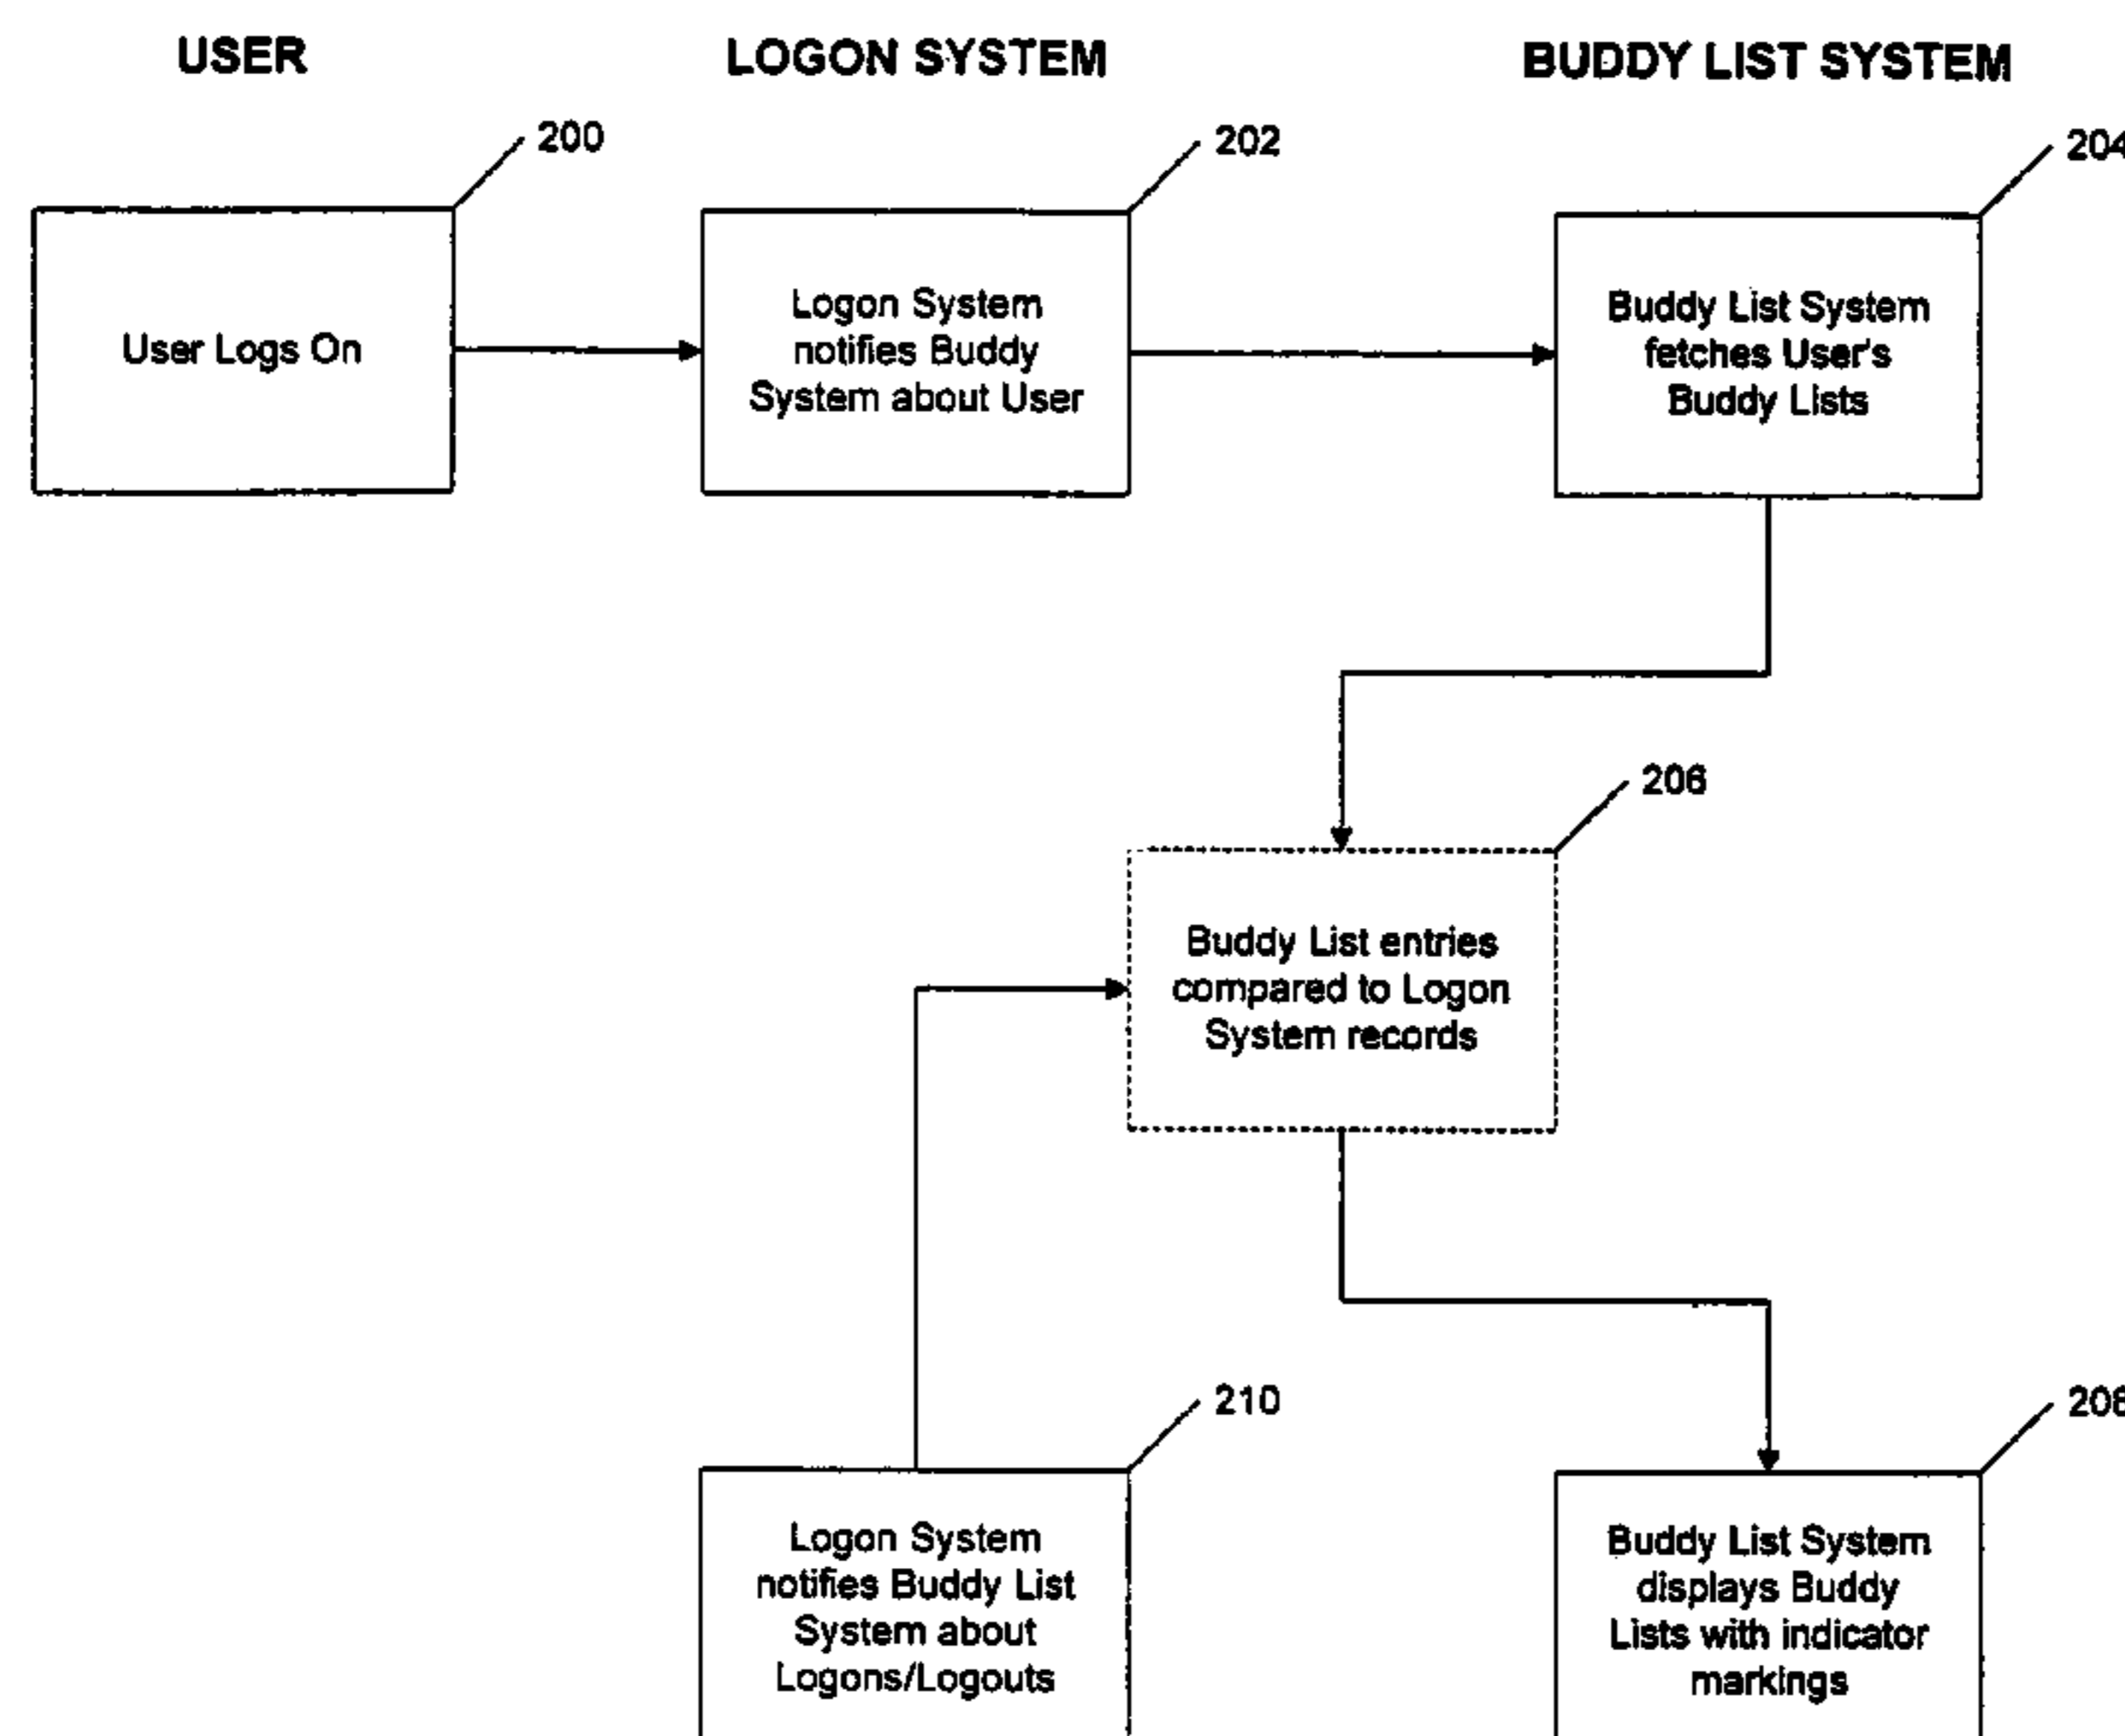 USER
LOGON SYSTEM
BUDDY LIST SYSTEM
200
202
204
User Logs On
Logon System
notifies Buddy
System about User
Buddy List System
fetches User's
Buddy Lists
206
Buddy List entries
compared to Logon
System records
210
208
Logon System
notifies Buddy List
System about
Logons/Logouts
Buddy List System
displays Buddy
Lists with indicator
markings